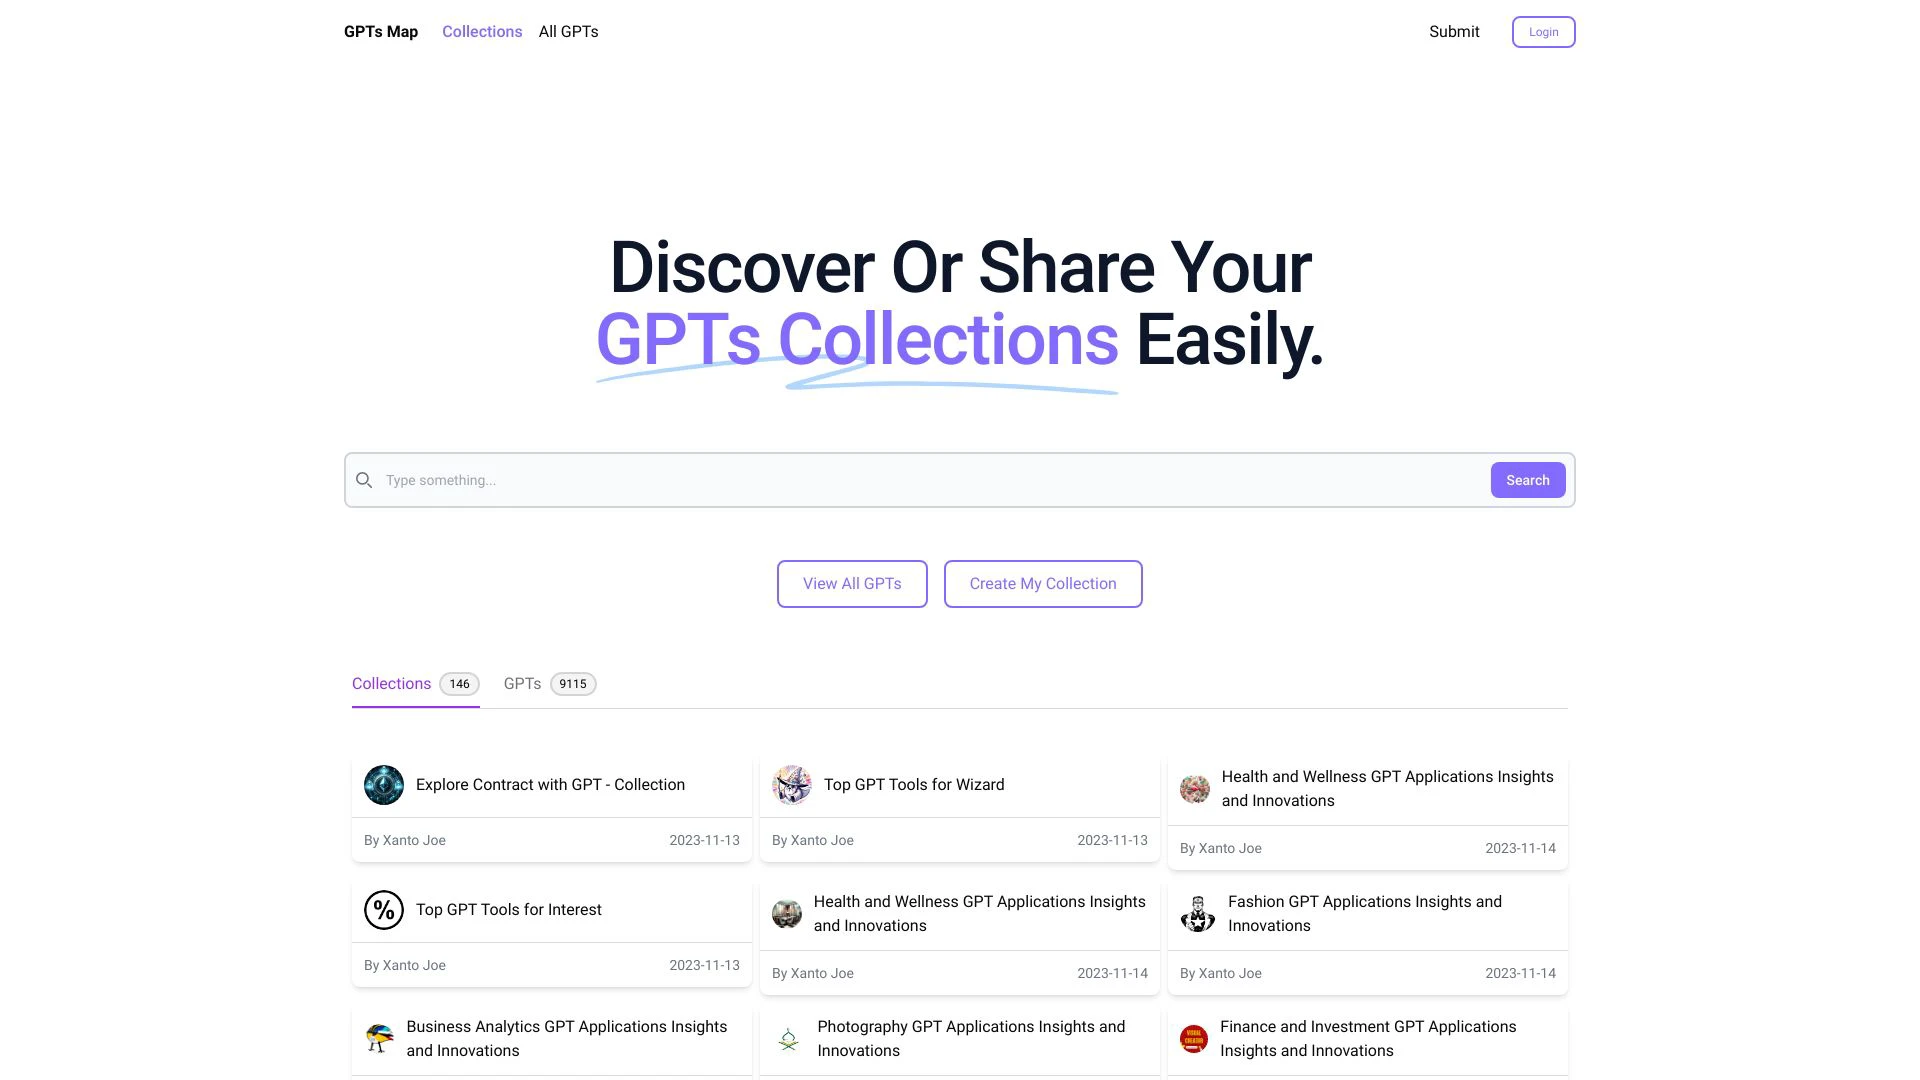 GPTs Map
Collections
All GPTs
Submit
Login
Discover Or Share Your
GPTs Collections Easily.
Type something...
Search
View All GPTs
Create My Collection
Collections 146
GPTs 9115
Explore Contract with GPT - Collection
By Xanto Joe
2023-11-13
Top GPT Tools for Wizard
By Xanto Joe
2023-11-13
Health and Wellness GPT Applications Insights
and Innovations
By Xanto Joe
2023-11-14
%
Top GPT Tools for Interest
By Xanto Joe
2023-11-13
Health and Wellness GPT Applications Insights
and Innovations
By Xanto Joe
2023-11-14
Fashion GPT Applications Insights and
Innovations
By Xanto Joe
2023-11-14
Business Analytics GPT Applications Insights
and Innovations
Photography GPT Applications Insights and
Innovations
Finance and Investment GPT Applications
Insights and Innovations